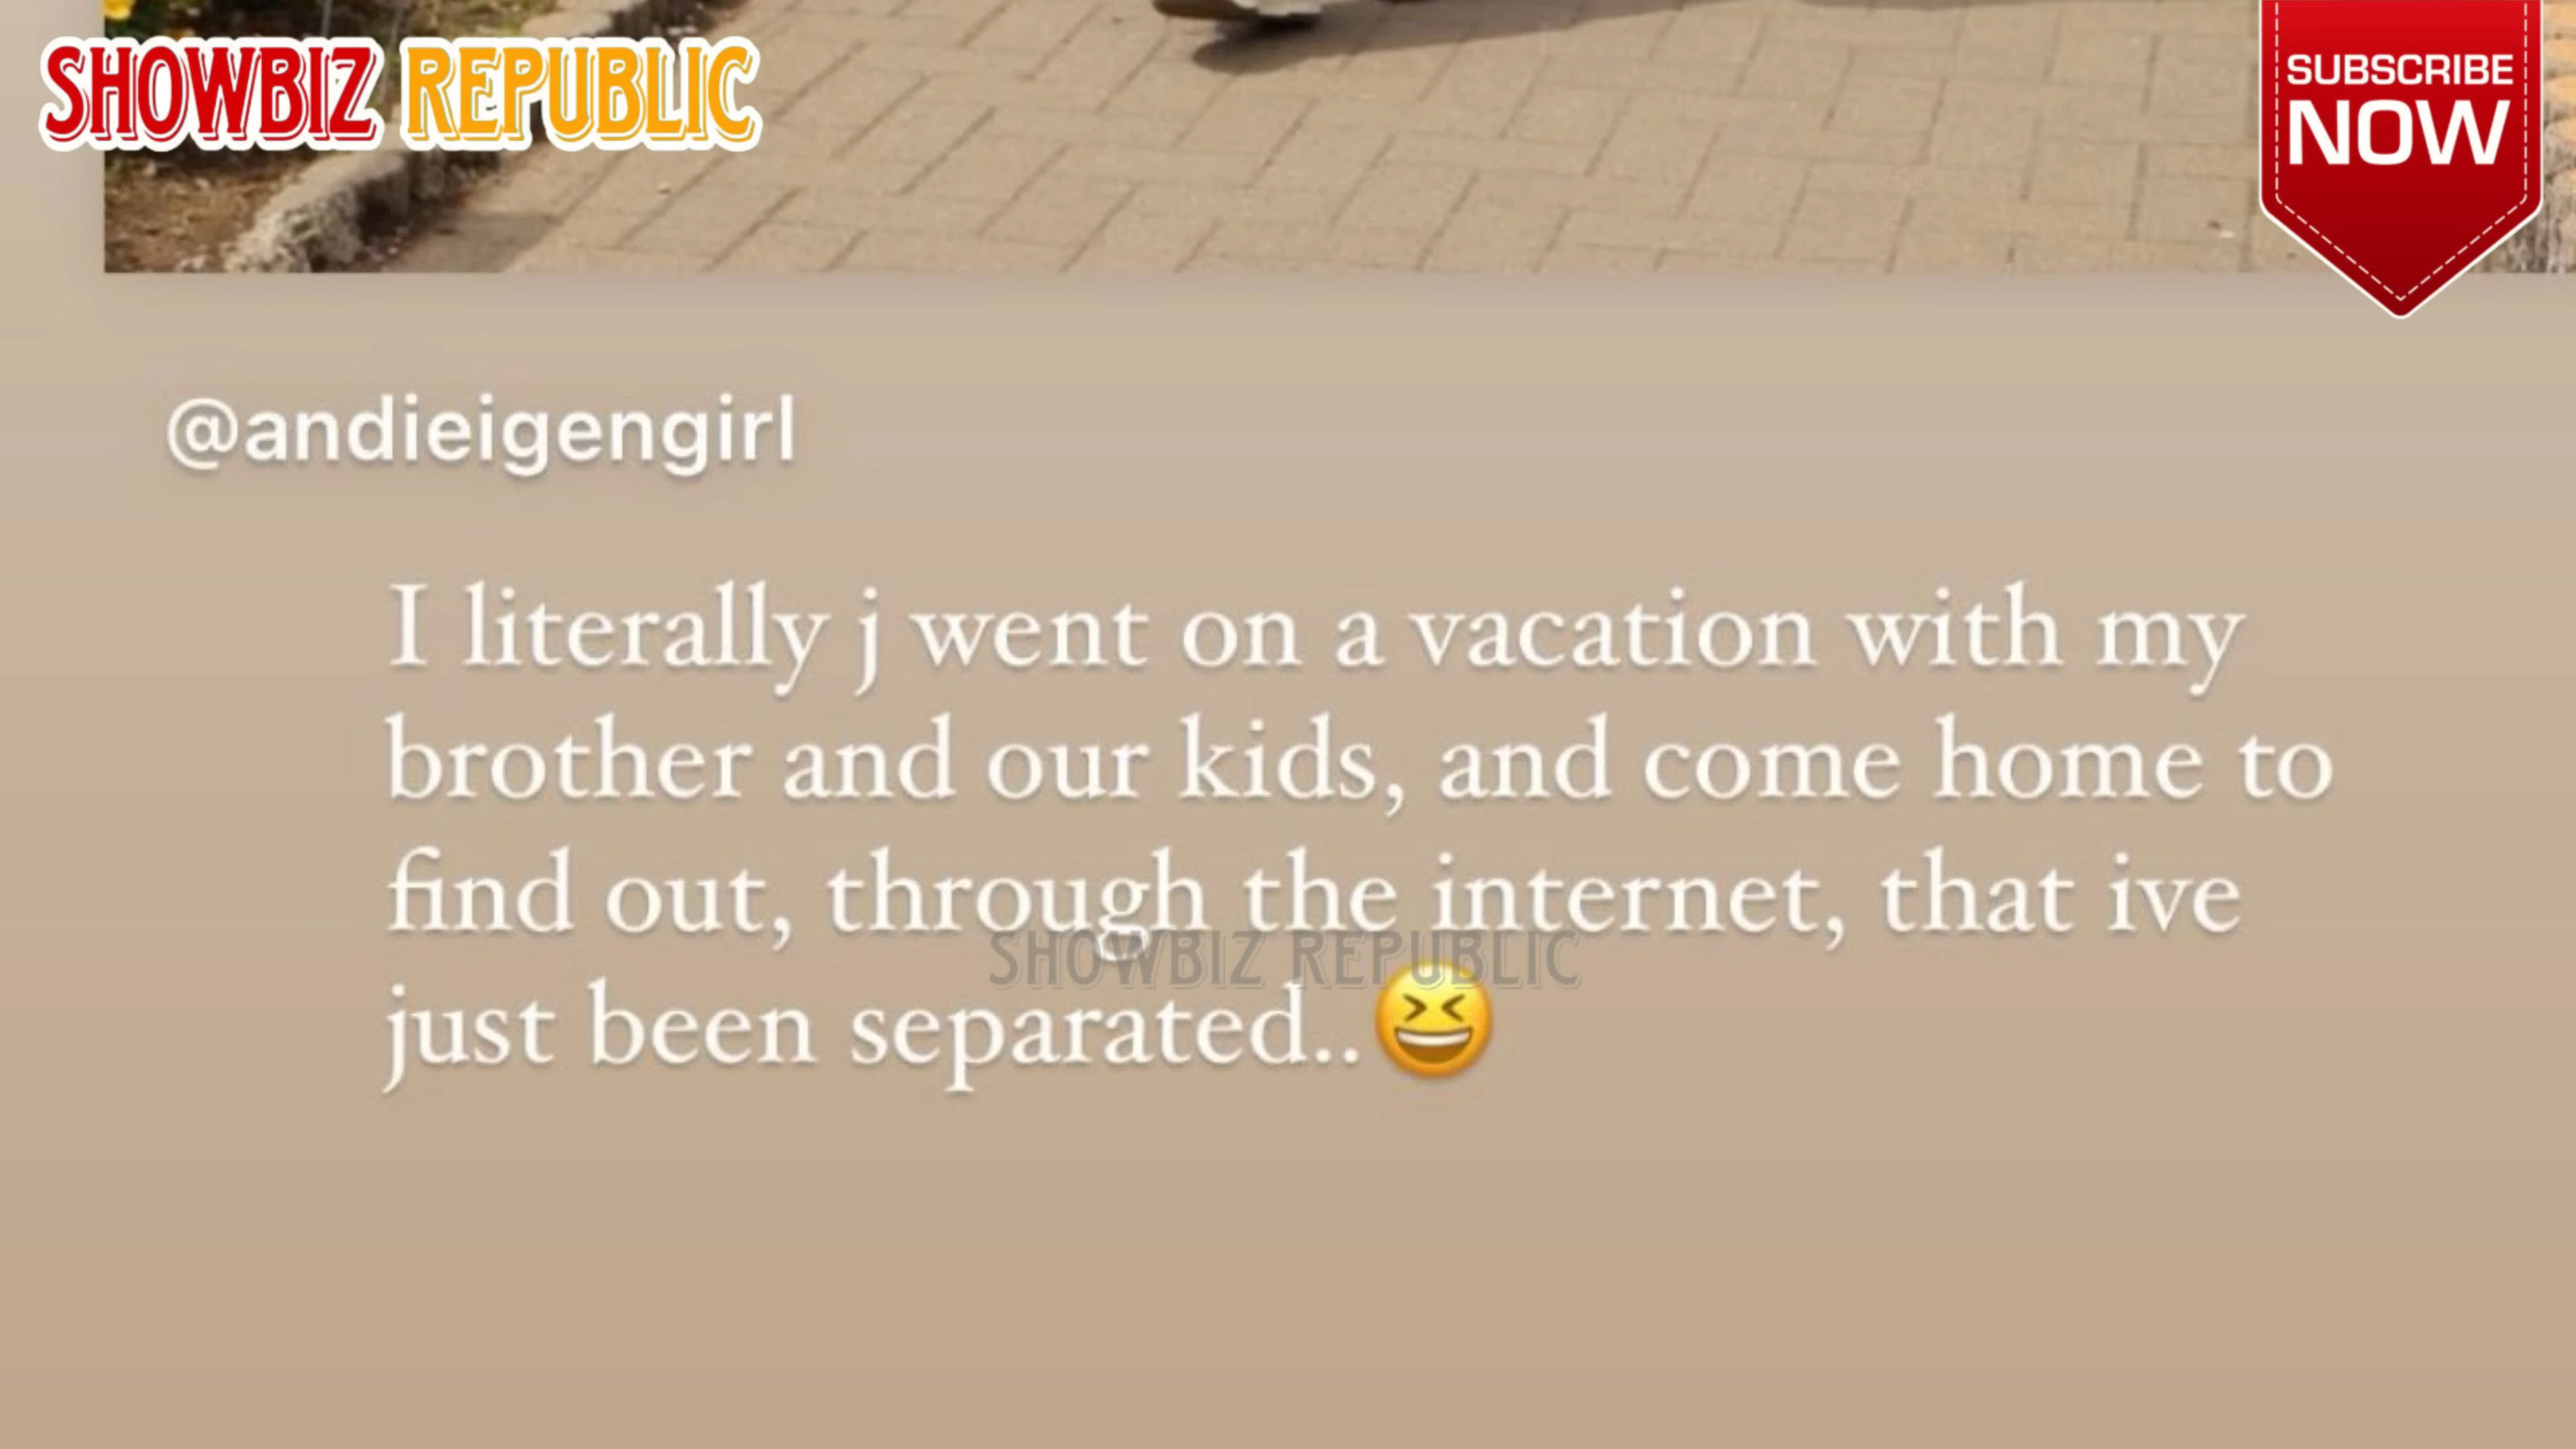 SHOWBIZ REPUBLIC
SUBSCRIBE
NOW
@andieigengirl
I literally j went on a vacation with my
brother and our kids, and come home to
find out, through the internet, that ive
SHOWBIZ REPUBLIC
just been separated..😆